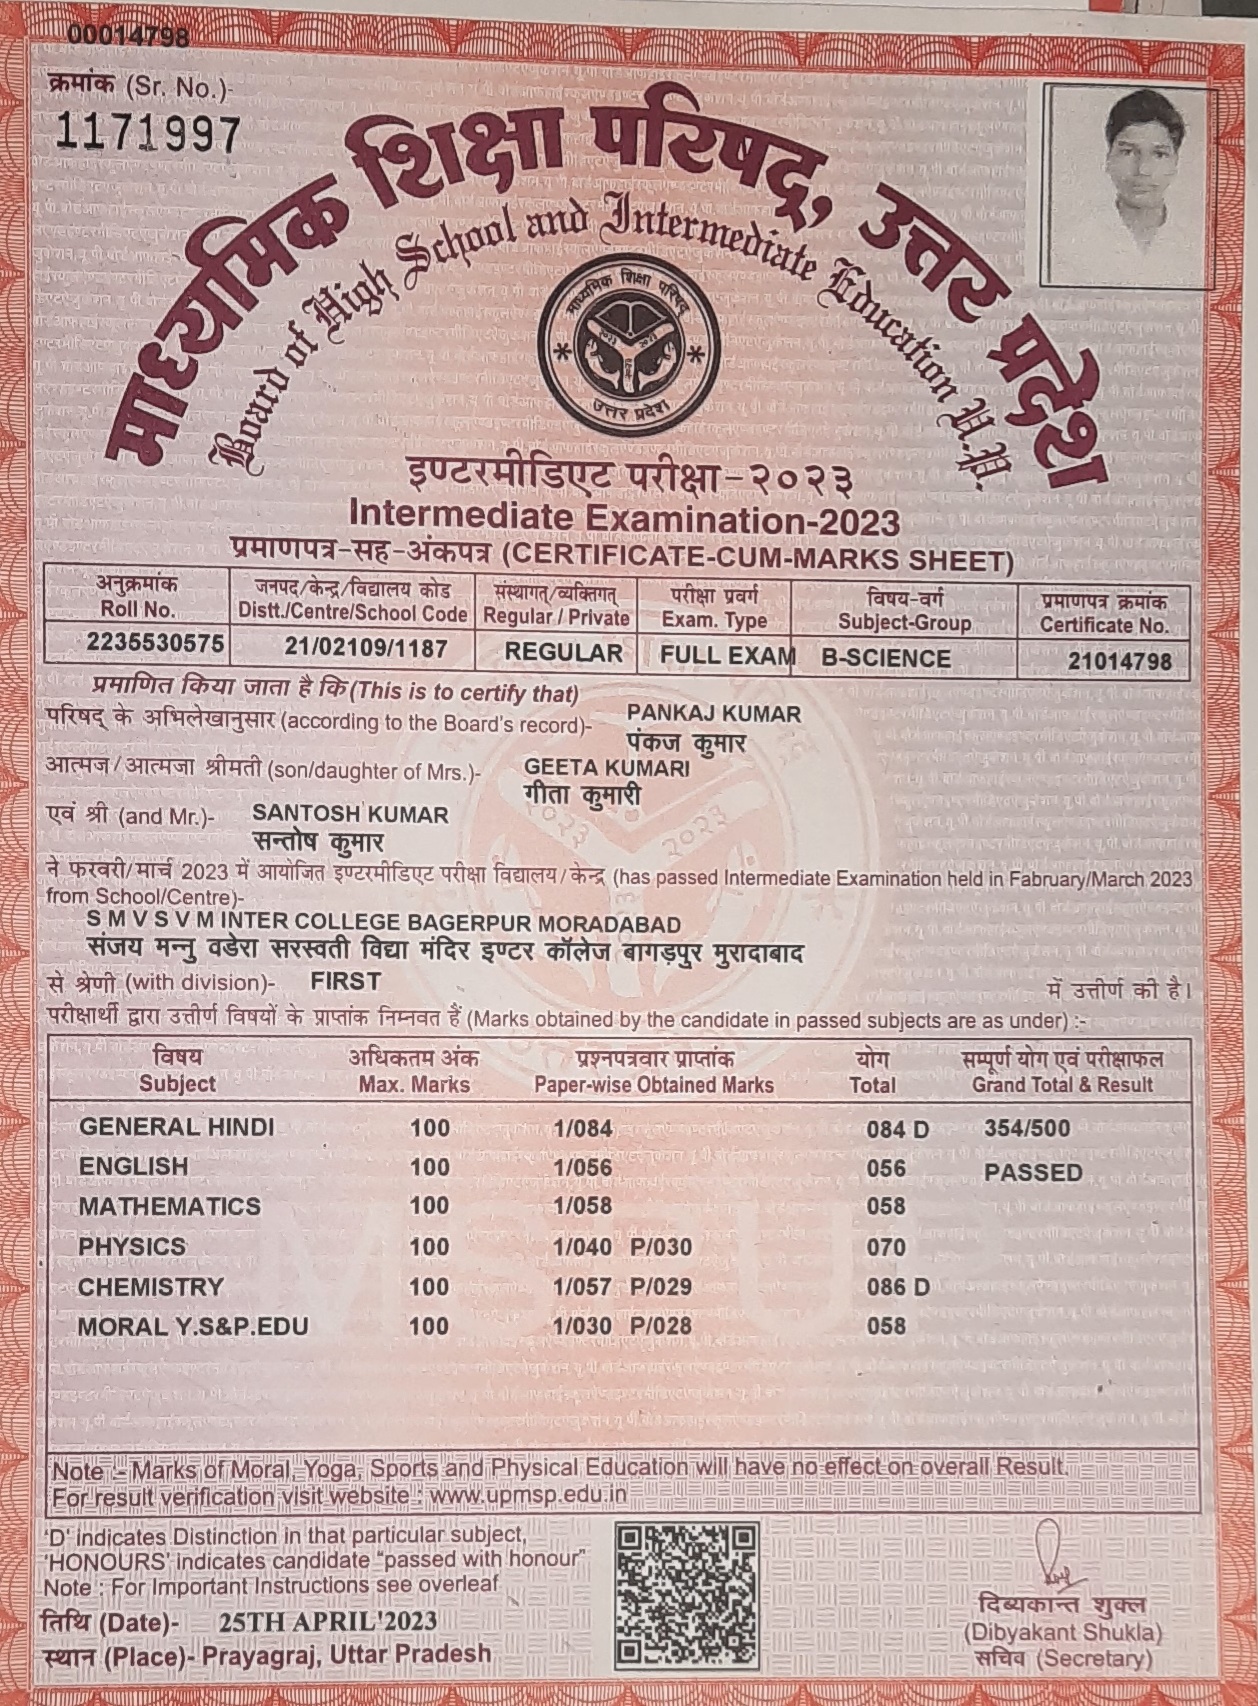 00014798
क्रमांक (Sr. No.)-
1171997
माध्यमिक शिक्षा परिषद्, उत्तर प्रदेश
Board of High School and Intermediate Education U.P.
माध्यमिक शिक्षा परिषद्
उत्तर प्रदेश
इण्टरमीडिएट परीक्षा-२०२३
Intermediate Examination-2023
प्रमाणपत्र-सह-अंकपत्र (CERTIFICATE-CUM-MARKS SHEET)
अनुक्रमांक जनपद/केन्द्र/विद्यालय कोड संस्थागत/व्यक्तिगत् परीक्षा प्रवर्ग विषय-वर्ग प्रमाणपत्र क्रमांक
Roll No. Distt./Centre/School Code Regular / Private Exam. Type Subject-Group Certificate No.
2235530575 21/02109/1187 REGULAR FULL EXAM B-SCIENCE 21014798
प्रमाणित किया जाता है कि (This is to certify that)
परिषद् के अभिलेखानुसार (according to the Board's record)- PANKAJ KUMAR
पंकज कुमार
आत्मज/आत्मजा श्रीमती (son/daughter of Mrs.)- GEETA KUMARI
गीता कुमारी
एवं श्री (and Mr.)- SANTOSH KUMAR
सन्तोष कुमार
ने फरवरी/मार्च 2023 में आयोजित इण्टरमीडिएट परीक्षा विद्यालय/केन्द्र (has passed Intermediate Examination held in Fabruary/March 2023
from School/Centre)-
S M V S V M INTER COLLEGE BAGERPUR MORADABAD
संजय मन्नु वडेरा सरस्वती विद्या मंदिर इण्टर कॉलेज बागड़पुर मुरादाबाद
से श्रेणी (with division)- FIRST में उत्तीर्ण की है।
परीक्षार्थी द्वारा उत्तीर्ण विषयों के प्राप्तांक निम्नवत हैं (Marks obtained by the candidate in passed subjects are as under) :-
विषय अधिकतम अंक प्रश्नपत्रवार प्राप्तांक योग सम्पूर्ण योग एवं परीक्षाफल
Subject Max. Marks Paper-wise Obtained Marks Total Grand Total & Result
GENERAL HINDI 100 1/084 084 D 354/500
ENGLISH 100 1/056 056 PASSED
MATHEMATICS 100 1/058 058
PHYSICS 100 1/040 P/030 070
CHEMISTRY 100 1/057 P/029 086 D
MORAL Y.S&P.EDU 100 1/030 P/028 058
Note :- Marks of Moral, Yoga, Sports and Physical Education will have no effect on overall Result.
For result verification visit website : www.upmsp.edu.in
'D' indicates Distinction in that particular subject,
'HONOURS' indicates candidate "passed with honour"
Note : For Important Instructions see overleaf
तिथि (Date)- 25TH APRIL'2023
स्थान (Place)- Prayagraj, Uttar Pradesh
दिब्यकान्त शुक्ल
(Dibyakant Shukla)
सचिव (Secretary)